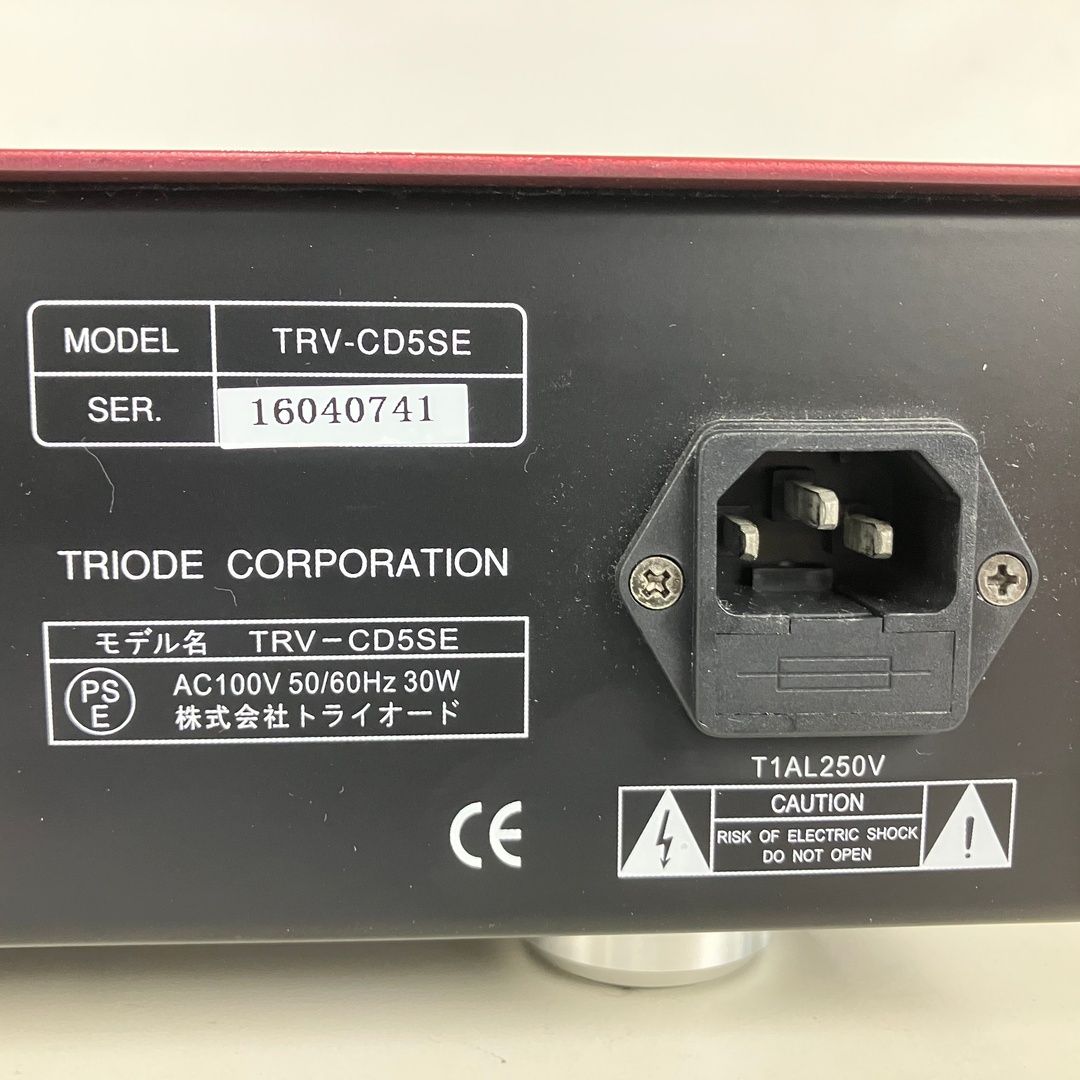 MODEL TRV-CD5SE
SER. 16040741
TRIODE CORPORATION
モデル名 TRV－CD5SE
PS
E
AC100V 50/60Hz 30W
株式会社トライオード
CE
T1AL250V
CAUTION
RISK OF ELECTRIC SHOCK
DO NOT OPEN